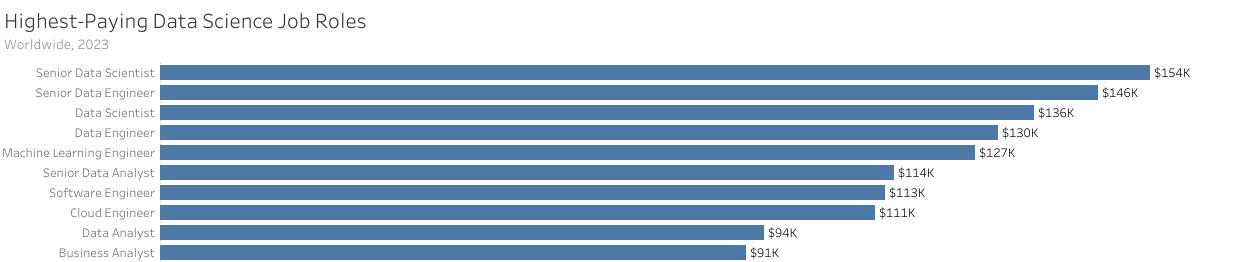 Highest-Paying Data Science Job Roles
Worldwide, 2023
Senior Data Scientist $154K
Senior Data Engineer $146K
Data Scientist $136K
Data Engineer $130K
Machine Learning Engineer $127K
Senior Data Analyst $114K
Software Engineer $113K
Cloud Engineer $111K
Data Analyst $94K
Business Analyst $91K